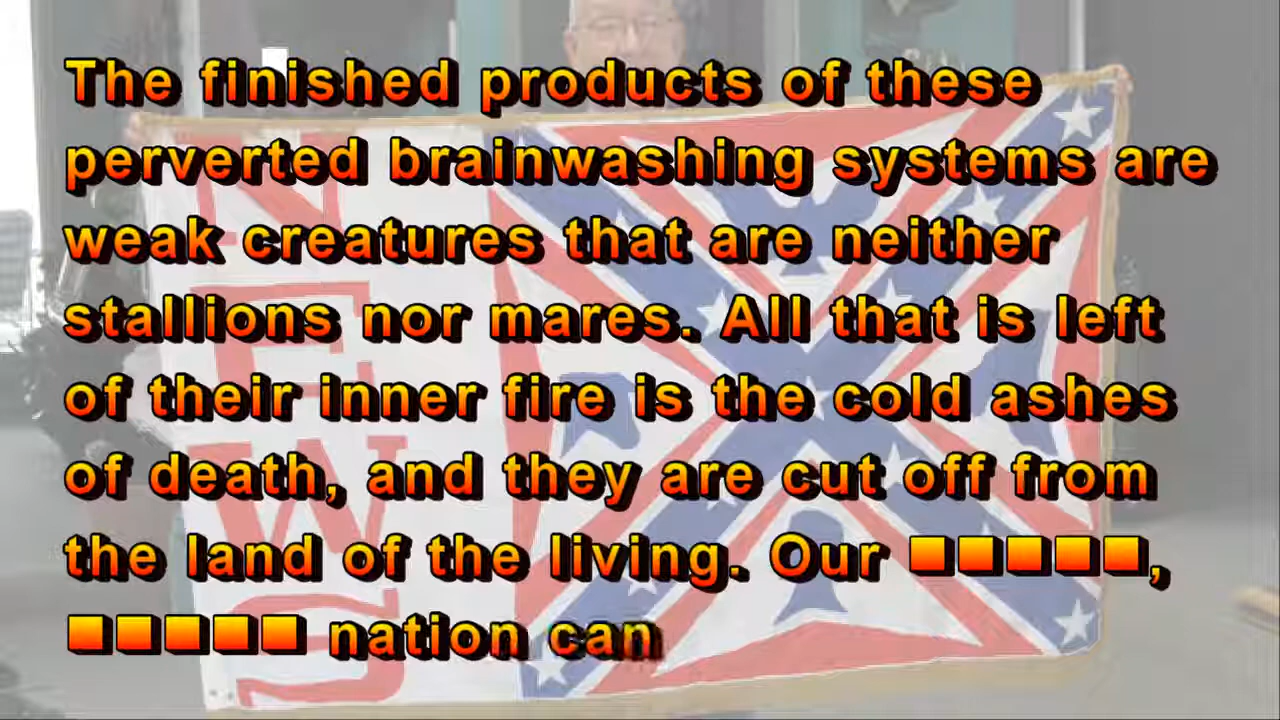 The finished products of these
perverted brainwashing systems are
weak creatures that are neither
stallions nor mares. All that is left
of their inner fire is the cold ashes
of death, and they are cut off from
the land of the living. Our ■■■■■,
■■■■■ nation can
N
E
W
S